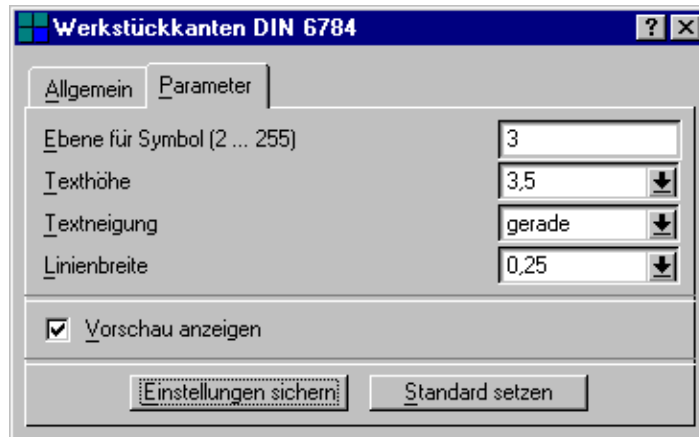 Werkstückkanten DIN 6784 ? ×
Allgemein Parameter
Ebene für Symbol (2 ... 255) 3
Texthöhe 3,5
Textneigung gerade
Linienbreite 0,25
Vorschau anzeigen
Einstellungen sichern Standard setzen